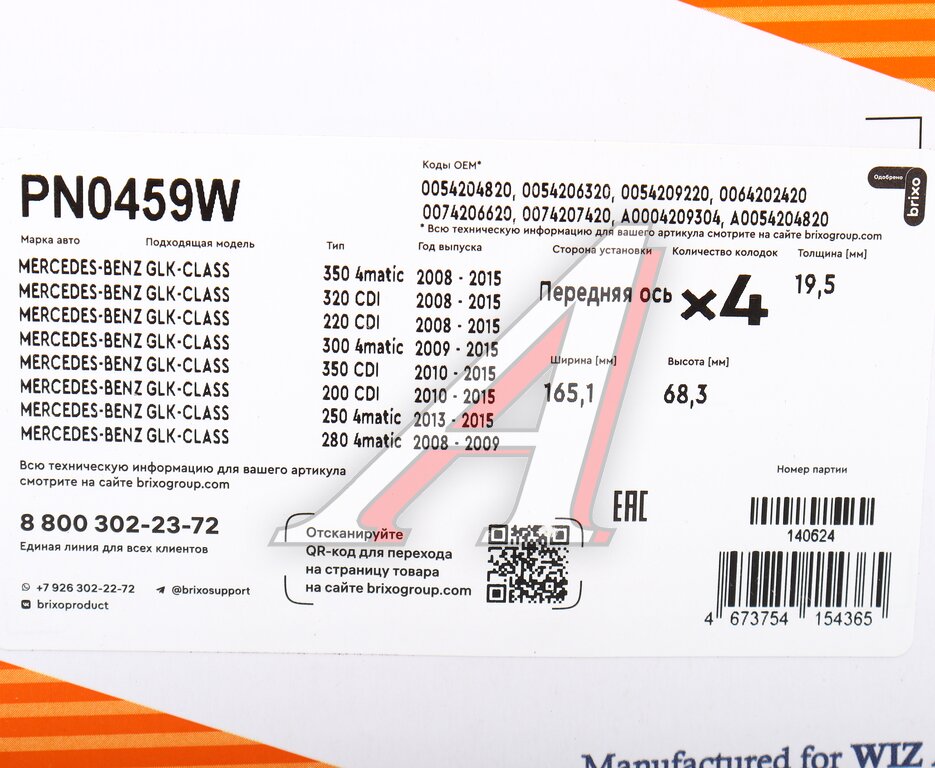 PN0459W
Коды OEM*
0054204820, 0054206320, 0054209220, 0064202420
0074206620, 0074207420, A0004209304, A0054204820
* Всю техническую информацию для вашего артикула смотрите на сайте brixogroup.com
Одобрено brixo
Марка авто Подходящая модель Тип Год выпуска
MERCEDES-BENZ GLK-CLASS 350 4matic 2008 - 2015
MERCEDES-BENZ GLK-CLASS 320 CDI 2008 - 2015
MERCEDES-BENZ GLK-CLASS 220 CDI 2008 - 2015
MERCEDES-BENZ GLK-CLASS 300 4matic 2009 - 2015
MERCEDES-BENZ GLK-CLASS 350 CDI 2010 - 2015
MERCEDES-BENZ GLK-CLASS 200 CDI 2010 - 2015
MERCEDES-BENZ GLK-CLASS 250 4matic 2013 - 2015
MERCEDES-BENZ GLK-CLASS 280 4matic 2008 - 2009
Сторона установки Количество колодок Толщина [мм]
Передняя ось x4 19,5
Ширина [мм] Высота [мм]
165,1 68,3
Всю техническую информацию для вашего артикула
смотрите на сайте brixogroup.com
8 800 302-23-72
Единая линия для всех клиентов
+7 926 302-22-72 @brixosupport
brixoproduct
Отсканируйте
QR-код для перехода
на страницу товара
на сайте brixogroup.com
EAC
Номер партии
140624
4 673754 154365
Manufactured for WIZ